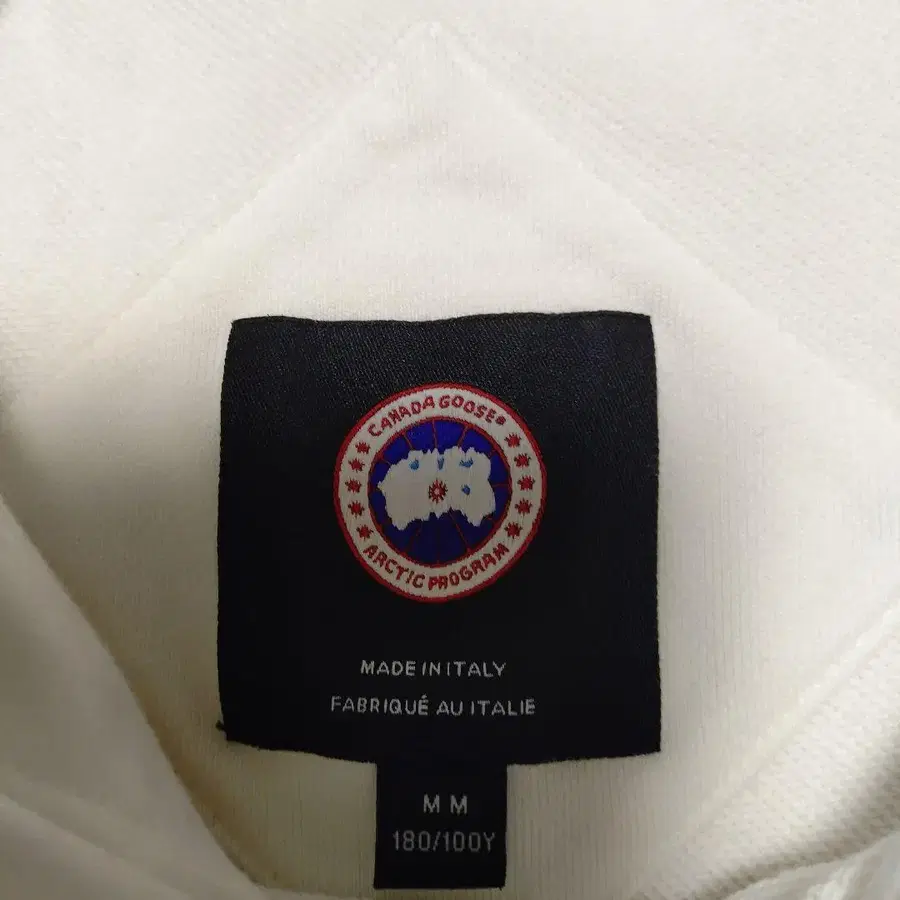 CANADA GOOSE®
ARCTIC PROGRAM
MADE IN ITALY
FABRIQUÉ AU ITALIE
M M
180/100Y